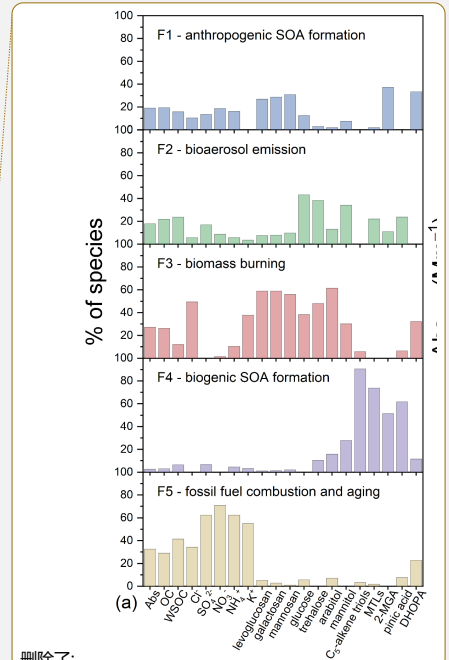 % of species
100
80
60
40
20
F1 - anthropogenic SOA formation
100
80
60
40
20
F2 - bioaerosol emission
100
80
60
40
20
F3 - biomass burning
100
80
60
40
20
F4 - biogenic SOA formation
100
80
60
40
20
0
F5 - fossil fuel combustion and aging
(a)
Abs
OC
WSOC
Cl⁻
SO₄²⁻
NO₃⁻
NH₄⁺
K⁺
levoglucosan
galactosan
mannosan
glucose
trehalose
arabitol
mannitol
C₅-alkene triols
MTLs
2-MGA
pinic acid
DHOPA
删除了: